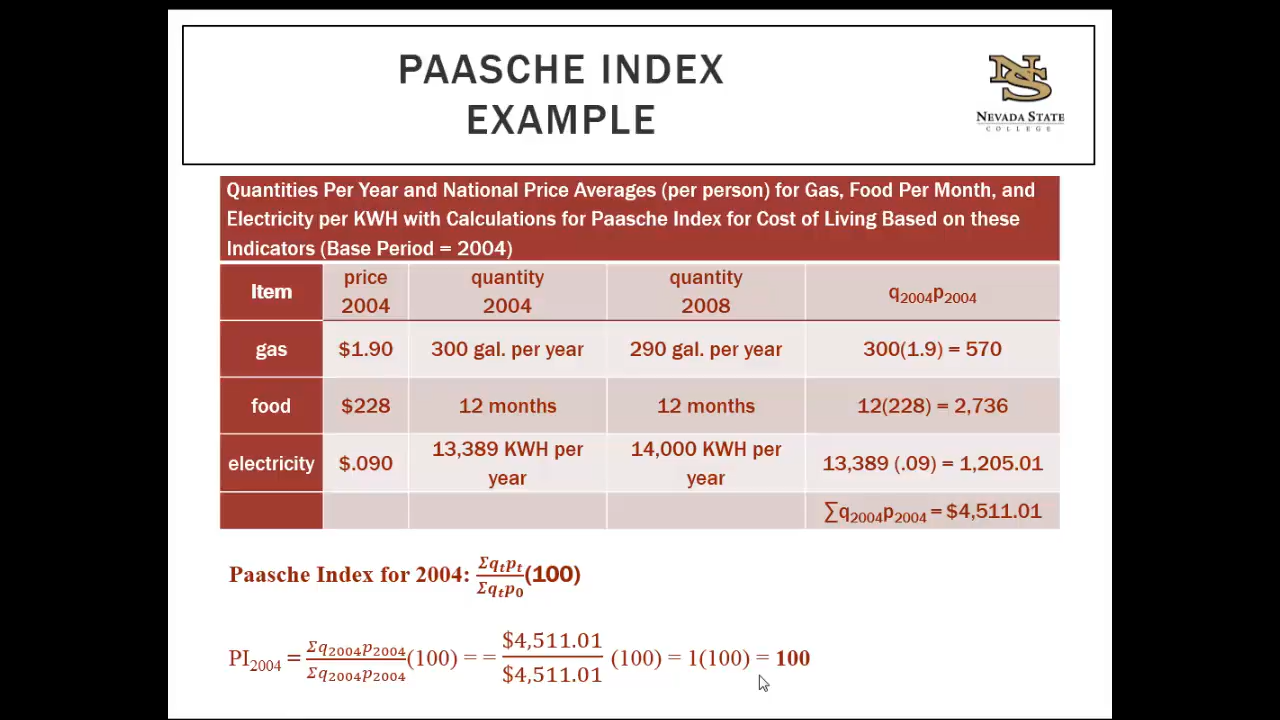 PAASCHE INDEX
EXAMPLE
NEVADA STATE
COLLEGE
Quantities Per Year and National Price Averages (per person) for Gas, Food Per Month, and
Electricity per KWH with Calculations for Paasche Index for Cost of Living Based on these
Indicators (Base Period = 2004)
Item price 2004 quantity 2004 quantity 2008 q₂₀₀₄p₂₀₀₄
gas $1.90 300 gal. per year 290 gal. per year 300(1.9) = 570
food $228 12 months 12 months 12(228) = 2,736
electricity $.090 13,389 KWH per year 14,000 KWH per year 13,389 (.09) = 1,205.01
∑q₂₀₀₄p₂₀₀₄ = $4,511.01
Paasche Index for 2004: Σqₜpₜ/Σqₜp₀(100)
PI₂₀₀₄ = Σq₂₀₀₄p₂₀₀₄/Σq₂₀₀₄p₂₀₀₄(100) = = $4,511.01/$4,511.01 (100) = 1(100) = 100